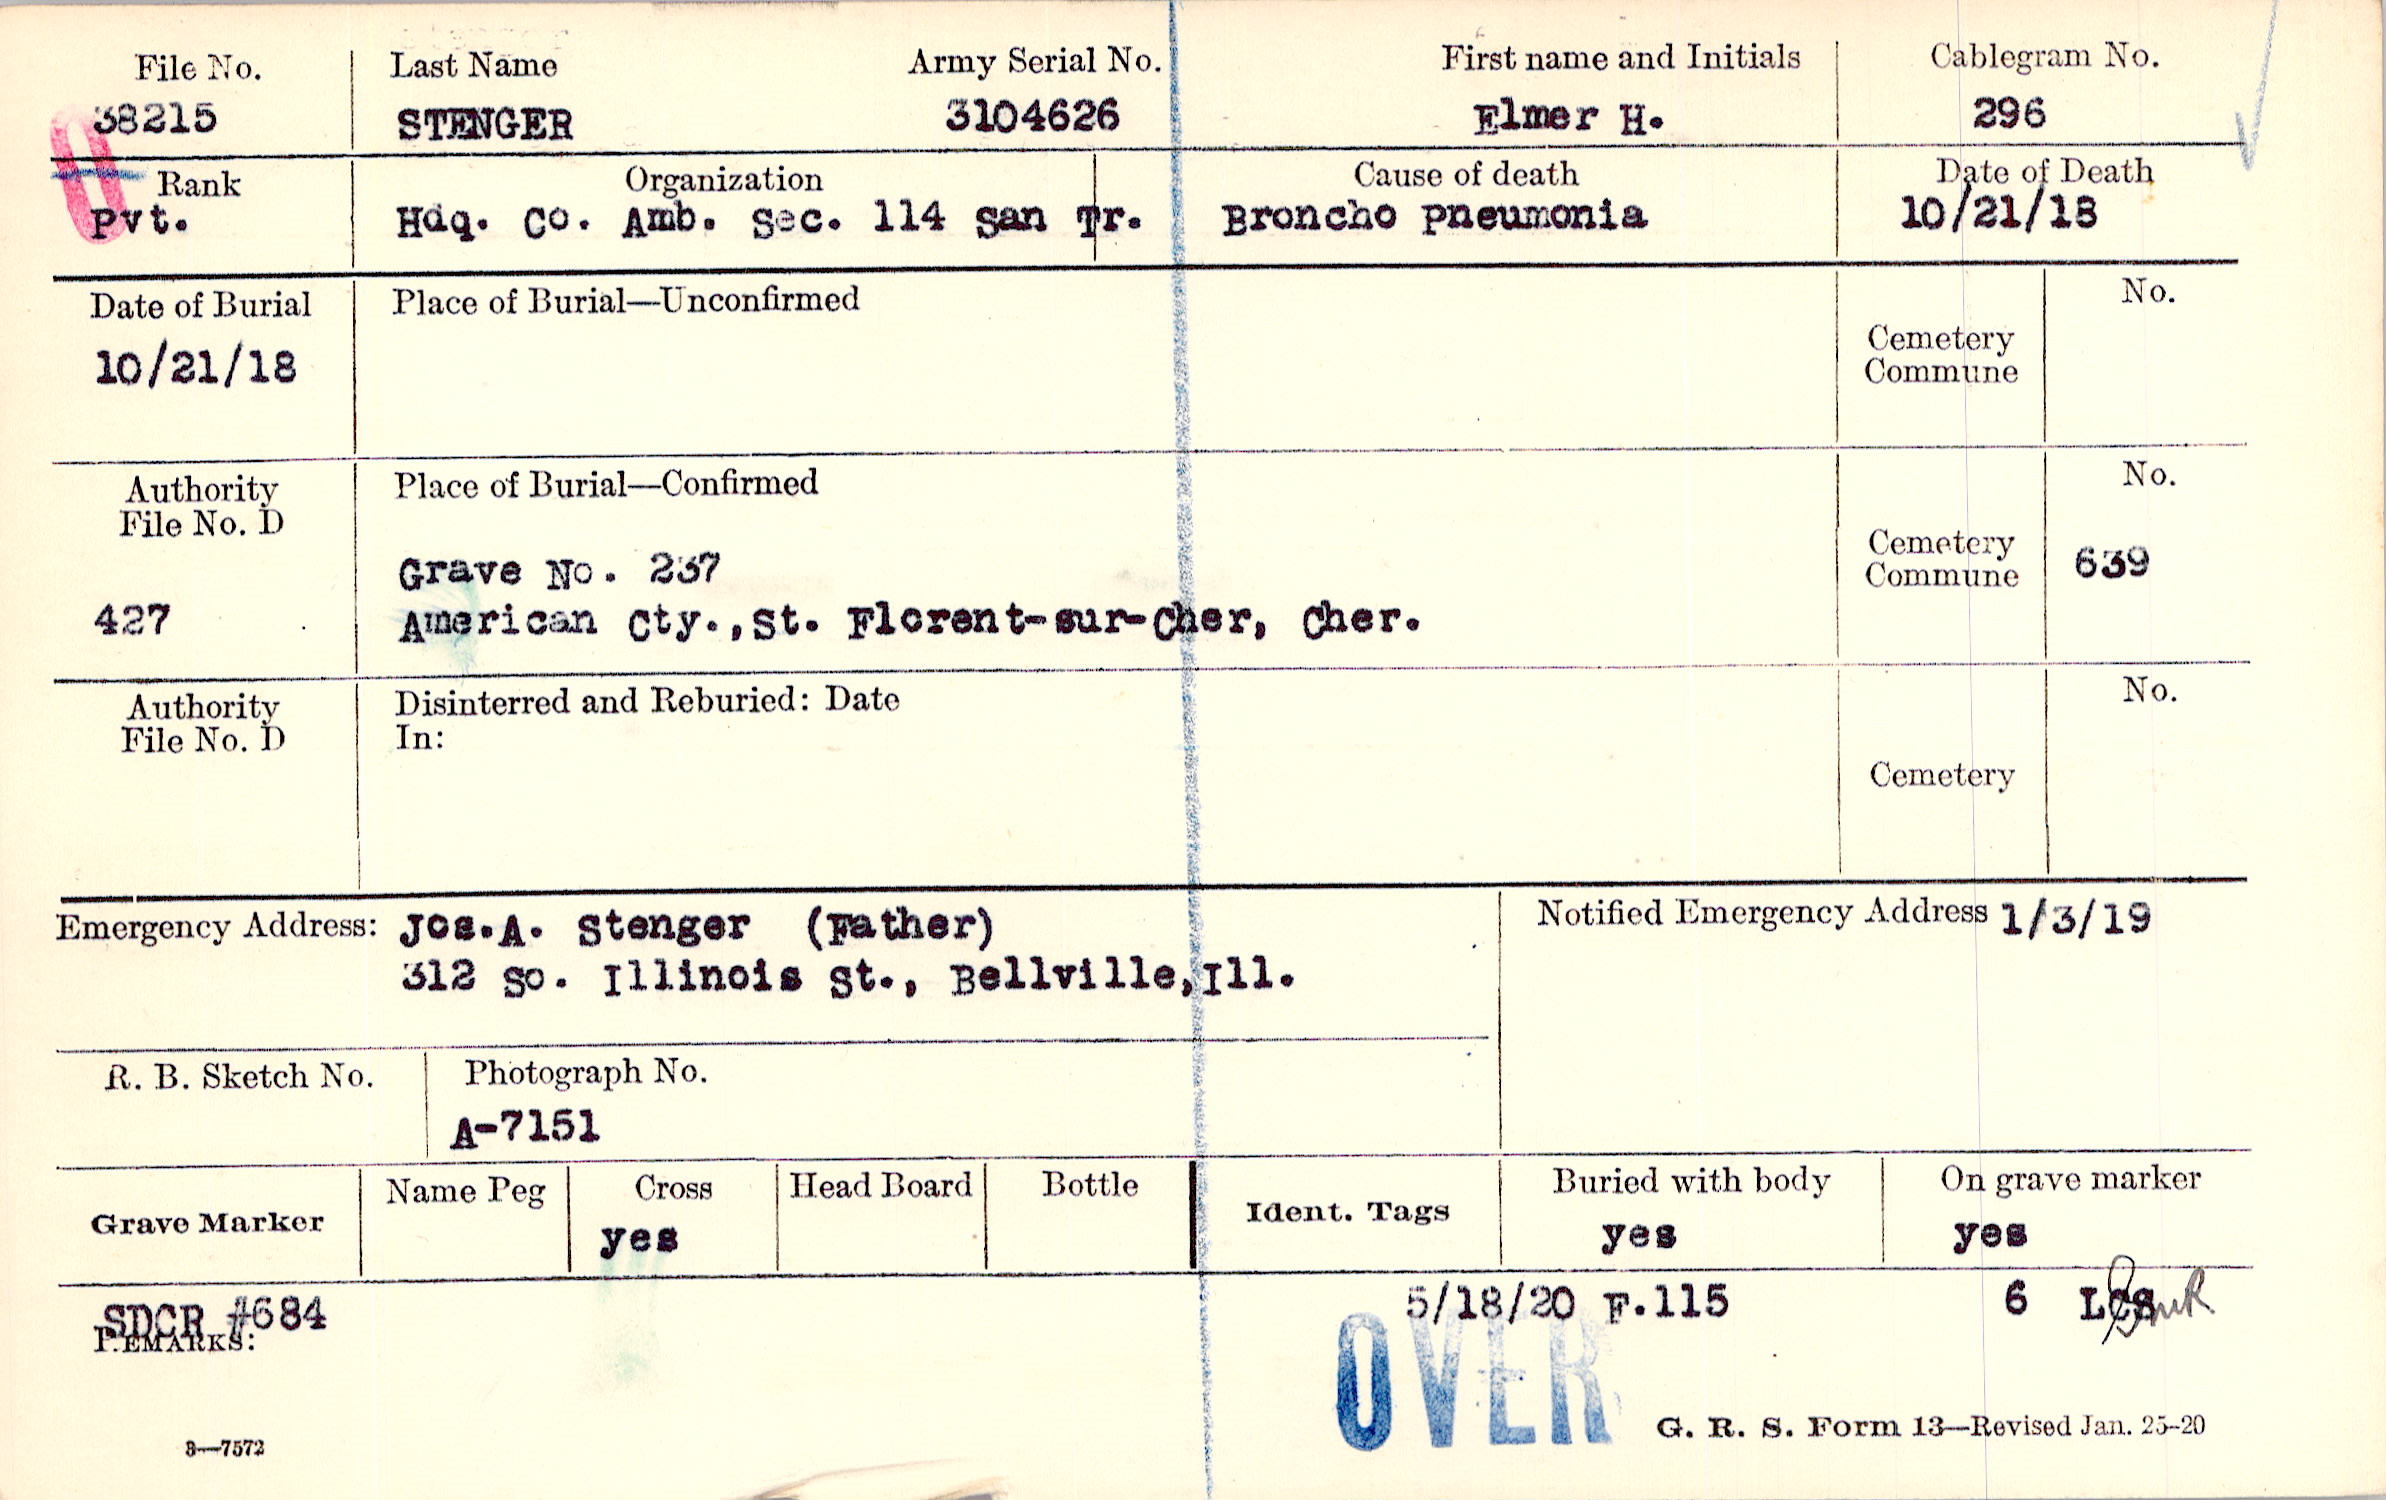 File No. Last Name Army Serial No. First name and Initials Cablegram No.
38215 STENGER 3104626 Elmer H. 296
Rank Organization Cause of death Date of Death
Pvt. Hdq. Co. Amb. Sec. 114 San Tr. Broncho Pneumonia 10/21/18
Date of Burial Place of Burial—Unconfirmed No.
10/21/18 Cemetery
Commune
Authority Place of Burial—Confirmed No.
File No. D
Cemetery
Grave No. 237 Commune 639
427 American Cty.,St. Florent-sur-Cher, Cher.
Authority Disinterred and Reburied: Date No.
File No. D In:
Cemetery
Emergency Address: Jos.A. Stenger (Father) Notified Emergency Address 1/3/19
312 So. Illinois St., Bellville,Ill.
R. B. Sketch No. Photograph No.
A-7151
Grave Marker Name Peg Cross Head Board Bottle Ident. Tags Buried with body On grave marker
yes yes yes
SDCR #684 5/18/20 F.115 6 LCS
REMARKS:
OVER
G. R. S. Form 13—Revised Jan. 25-20
3—7572